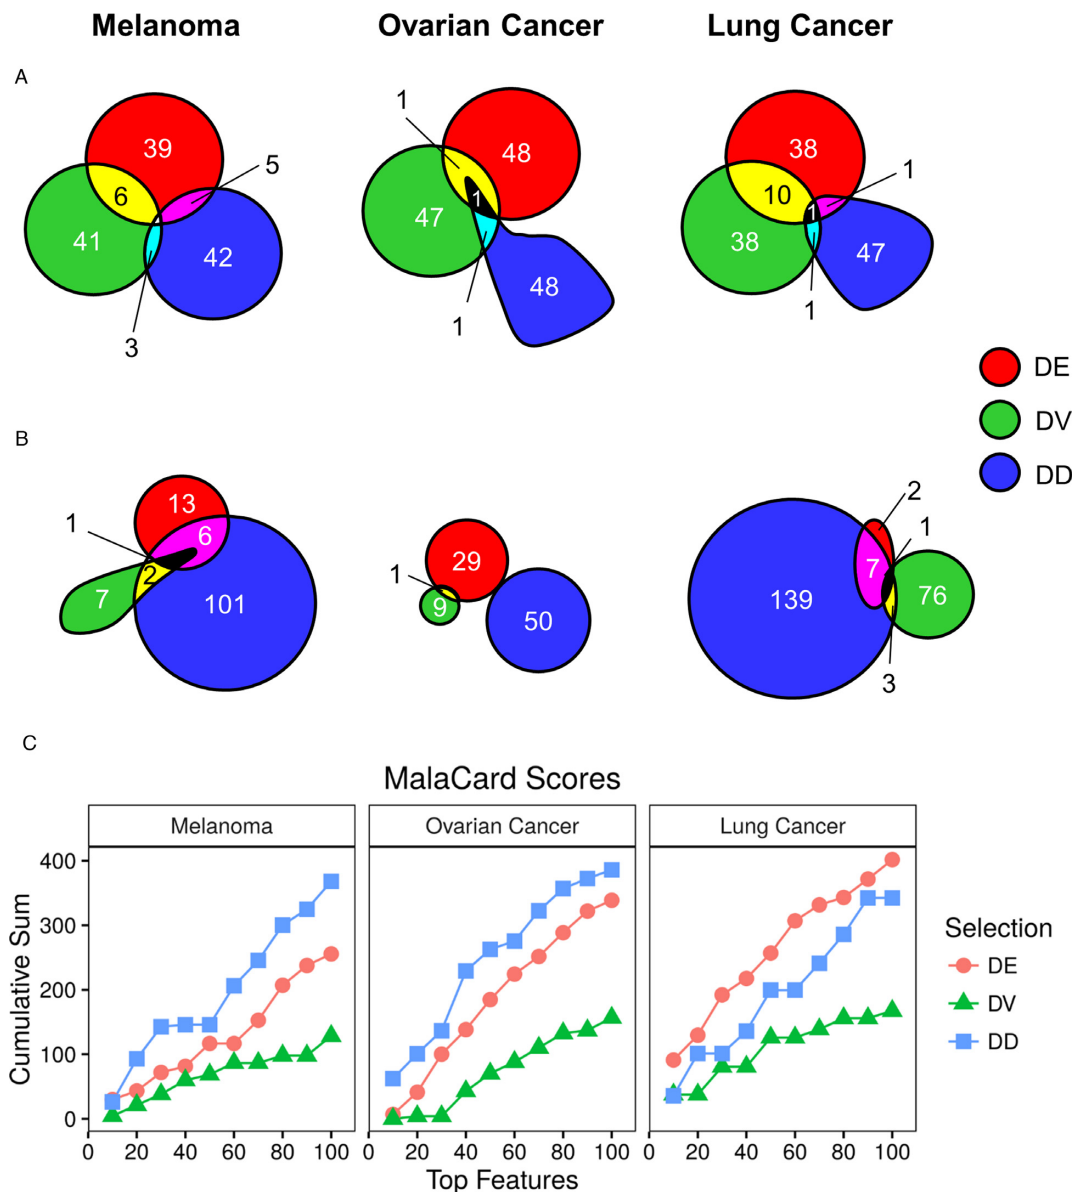 Melanoma Ovarian Cancer Lung Cancer
A
39
6
5
41
42
3
1
48
1
47
48
1
38
10
1
1
38
47
1
DE
DV
DD
B
13
6
1
2
7
101
29
1
9
50
2
1
7
139
76
3
C
MalaCard Scores
Melanoma Ovarian Cancer Lung Cancer
Cumulative Sum
400
300
200
100
0
0 20 40 60 80 100 0 20 40 60 80 100 0 20 40 60 80 100
Top Features
Selection
DE
DV
DD